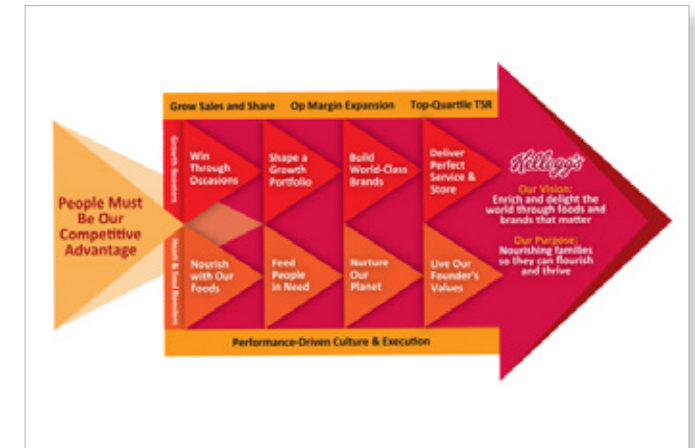 Grow Sales and Share Op Margin Expansion Top-Quartile TSR
People Must
Be Our
Competitive
Advantage
Growth Boosters
Win
Through
Occasions
Shape a
Growth
Portfolio
Build
World-Class
Brands
Deliver
Perfect
Service &
Store
Heart & Soul Boosters
Nourish
with Our
Foods
Feed
People
in Need
Nurture
Our
Planet
Live Our
Founder's
Values
Kellogg's
Our Vision:
Enrich and delight the
world through foods and
brands that matter
Our Purpose:
Nourishing families
so they can flourish
and thrive
Performance-Driven Culture & Execution